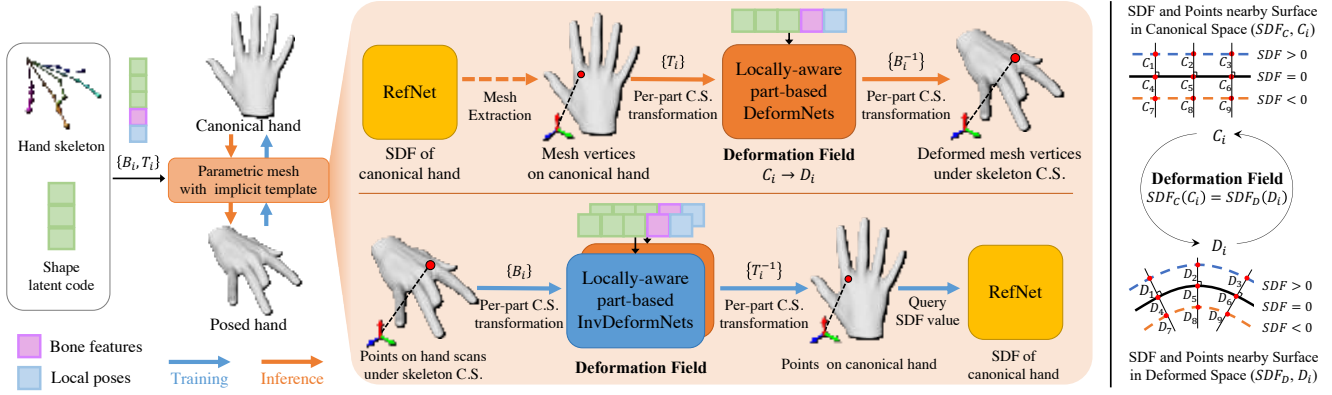 Hand skeleton
Shape
latent code
Bone features
Local poses
{B_i, T_i}
Canonical hand
Parametric mesh
with implicit template
Posed hand
Training
Inference
RefNet
SDF of
canonical hand
Mesh
Extraction
Mesh vertices
on canonical hand
{T_i}
Per-part C.S.
transformation
Locally-aware
part-based
DeformNets
Deformation Field
C_i → D_i
{B_i^{-1}}
Per-part C.S.
transformation
Deformed mesh vertices
under skeleton C.S.
Points on hand scans
under skeleton C.S.
{B_i}
Per-part C.S.
transformation
Locally-aware
part-based
InvDeformNets
Deformation Field
{T_i^{-1}}
Per-part C.S.
transformation
Points on canonical hand
Query
SDF value
RefNet
SDF of
canonical hand
SDF and Points nearby Surface
in Canonical Space (SDF_C, C_i)
C_1 C_2 C_3 SDF > 0
C_4 C_5 C_6 SDF = 0
C_7 C_8 C_9 SDF < 0
C_i
Deformation Field
SDF_C(C_i) = SDF_D(D_i)
D_i
D_1 D_2 D_3 SDF > 0
D_4 D_5 D_6 SDF = 0
D_7 D_8 D_9 SDF < 0
SDF and Points nearby Surface
in Deformed Space (SDF_D, D_i)